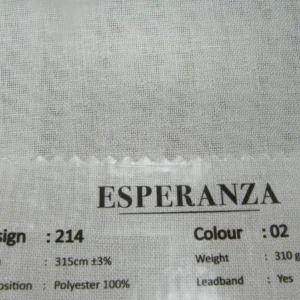 ESPERANZA
sign : 214 Colour : 02
: 315cm ±3% Weight : 310 g
osition : Polyester 100% Leadband : Yes